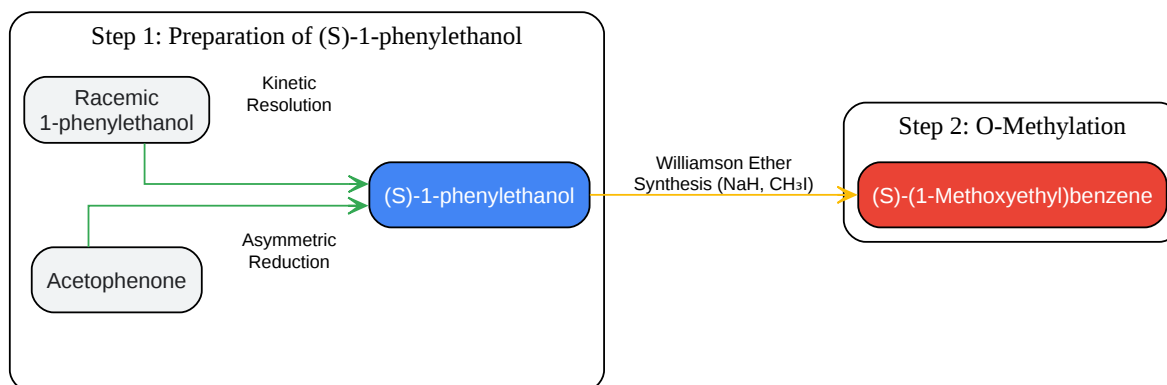 Step 1: Preparation of (S)-1-phenylethanol
Kinetic
Resolution
Racemic
1-phenylethanol
(S)-1-phenylethanol
Asymmetric
Reduction
Acetophenone
Williamson Ether
Synthesis (NaH, CH₃I)
Step 2: O-Methylation
(S)-(1-Methoxyethyl)benzene